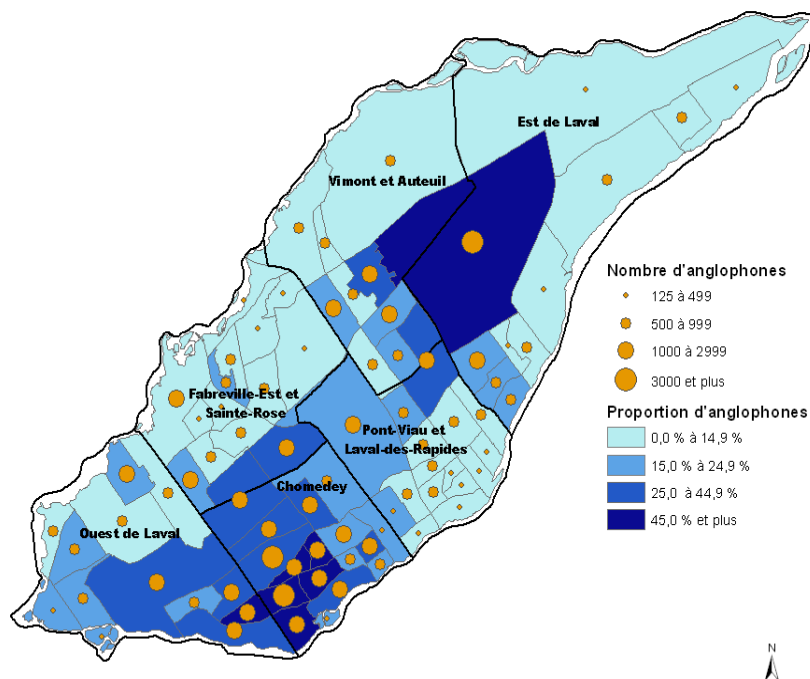 Est de Laval
Vimont et Auteuil
Nombre d'anglophones
125 à 499
500 à 999
1000 à 2999
3000 et plus
Fabreville-Est et
Sainte-Rose
Proportion d'anglophones
Pont-Viau et
Laval-des-Rapides
0,0 % à 14,9 %
15,0 % à 24,9 %
25,0 à 44,9 %
45,0 % et plus
Chomedey
Ouest de Laval
N